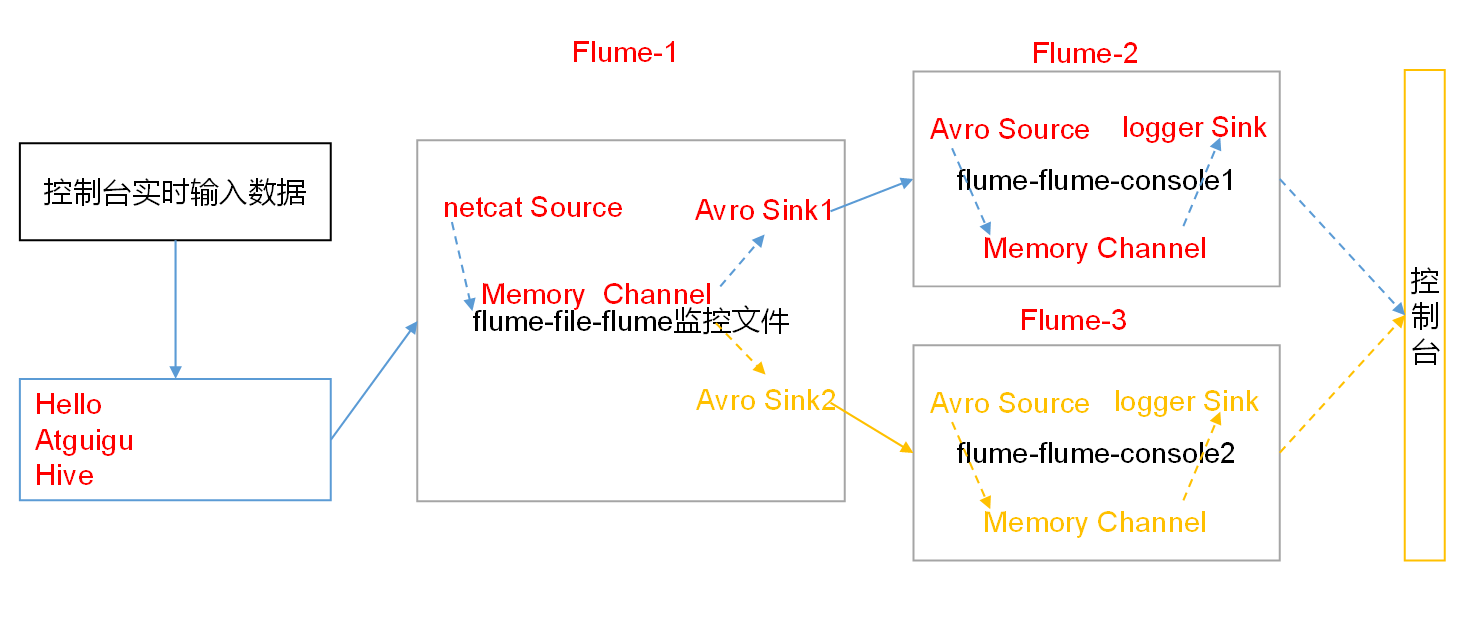 控制台实时输入数据
Hello
Atguigu
Hive
Flume-1
netcat Source
Avro Sink1
Memory  Channel
flume-file-flume监控文件
Avro Sink2
Flume-2
Avro Source
logger Sink
flume-flume-console1
Memory Channel
Flume-3
Avro Source
logger Sink
flume-flume-console2
Memory Channel
控
制
台